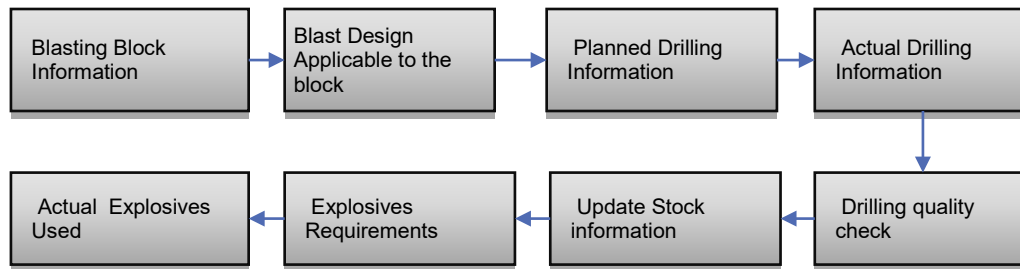 Blasting Block
Information
Blast Design
Applicable to the
block
Planned Drilling
Information
Actual Drilling
Information
Drilling quality
check
Update Stock
information
Explosives
Requirements
Actual Explosives
Used